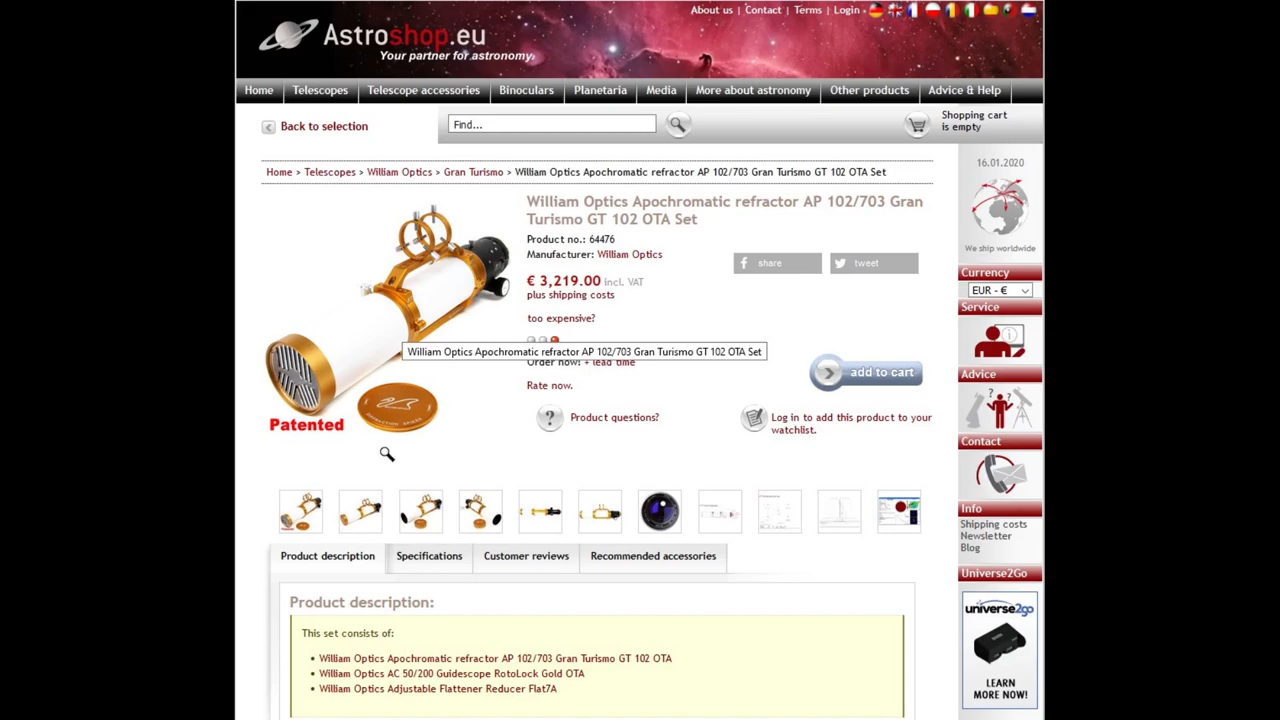 About us | Contact | Terms | Login
Astroshop.eu
Your partner for astronomy
Home
Telescopes
Telescope accessories
Binoculars
Planetaria
Media
More about astronomy
Other products
Advice & Help
Back to selection
Find...
Shopping cart
is empty
Home > Telescopes > William Optics > Gran Turismo > William Optics Apochromatic refractor AP 102/703 Gran Turismo GT 102 OTA Set
16.01.2020
We ship worldwide
William Optics Apochromatic refractor AP 102/703 Gran
Turismo GT 102 OTA Set
Product no.: 64476
Manufacturer: William Optics
share
tweet
€ 3,219.00 incl. VAT
plus shipping costs
too expensive?
William Optics Apochromatic refractor AP 102/703 Gran Turismo GT 102 OTA Set
Order now: + lead time
add to cart
Rate now.
Product questions?
Log in to add this product to your
watchlist.
Patented
Currency
EUR - €
Service
Advice
Contact
Info
Shipping costs
Newsletter
Blog
Universe2Go
universe2go
LEARN
MORE NOW!
Product description
Specifications
Customer reviews
Recommended accessories
Product description:
This set consists of:
• William Optics Apochromatic refractor AP 102/703 Gran Turismo GT 102 OTA
• William Optics AC 50/200 Guidescope RotoLock Gold OTA
• William Optics Adjustable Flattener Reducer Flat7A